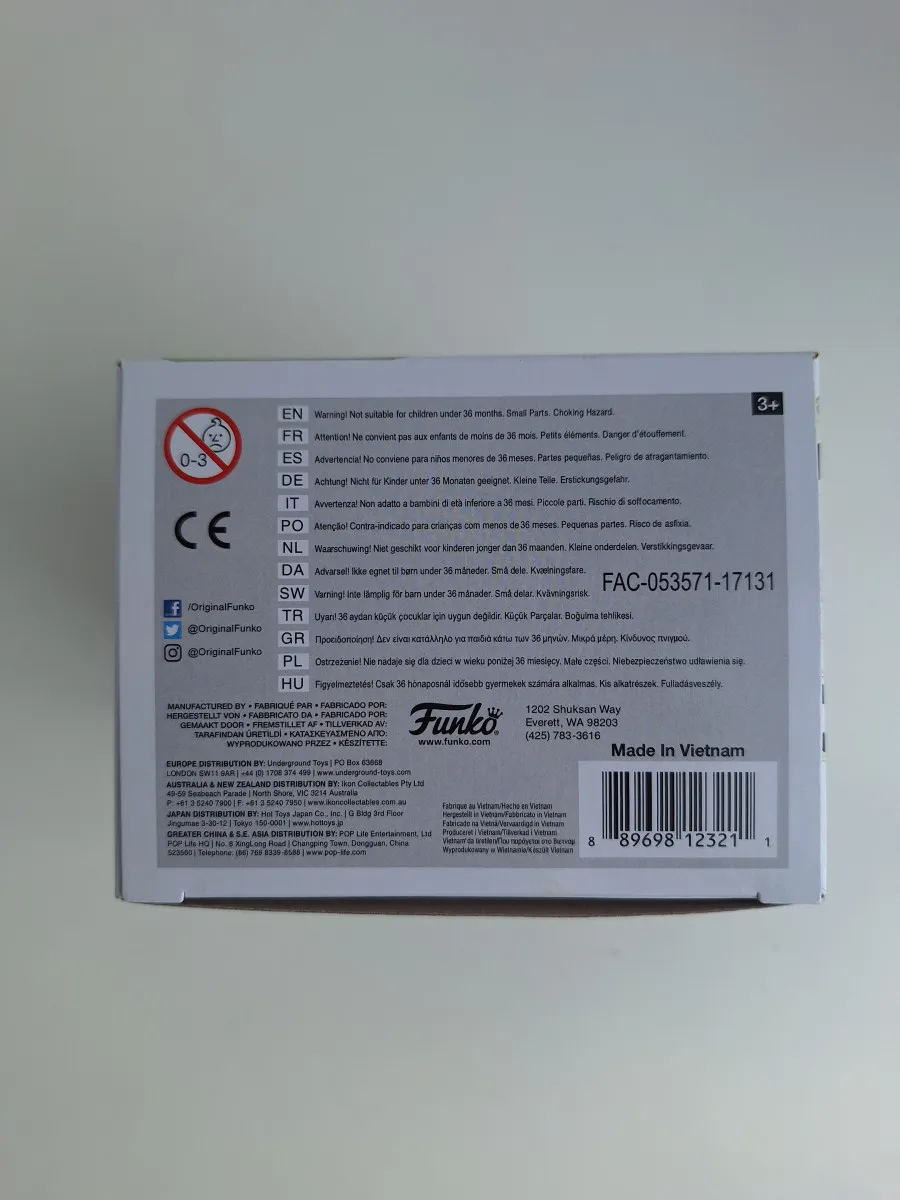 3+
0-3
EN Warning! Not suitable for children under 36 months. Small Parts. Choking Hazard.
FR Attention! Ne convient pas aux enfants de moins de 36 mois. Petits éléments. Danger d'étouffement.
ES Advertencia! No conviene para niños menores de 36 meses. Partes pequeñas. Peligro de atragantamiento.
DE Achtung! Nicht für Kinder unter 36 Monaten geeignet. Kleine Teile. Erstickungsgefahr.
IT Avvertenza! Non adatto a bambini di età inferiore a 36 mesi. Piccole parti. Rischio di soffocamento.
PO Atenção! Contra-indicado para crianças com menos de 36 meses. Pequenas partes. Risco de asfixia.
NL Waarschuwing! Niet geschikt voor kinderen jonger dan 36 maanden. Kleine onderdelen. Verstikkingsgevaar.
DA Advarsel! Ikke egnet til børn under 36 måneder. Små dele. Kvælningsfare.
SW Varning! Inte lämplig för barn under 36 månader. Små delar. Kvävningsrisk.
TR Uyarı! 36 aydan küçük çocuklar için uygun değildir. Küçük Parçalar. Boğulma tehlikesi.
GR Προειδοποίηση! Δεν είναι κατάλληλο για παιδιά κάτω των 36 μηνών. Μικρά μέρη. Κίνδυνος πνιγμού.
PL Ostrzeżenie! Nie nadaje się dla dzieci w wieku poniżej 36 miesięcy. Małe części. Niebezpieczeństwo udławienia się.
HU Figyelmeztetés! Csak 36 hónaposnál idősebb gyermekek számára alkalmas. Kis alkatrészek. Fulladásveszély.
FAC-053571-17131
CE
/OriginalFunko
@OriginalFunko
@OriginalFunko
MANUFACTURED BY • FABRIQUÉ PAR • FABRICADO POR:
HERGESTELLT VON • FABBRICATO DA • FABRICADO POR:
GEMAAKT DOOR • FREMSTILLET AF • TILLVERKAD AV:
TARAFINDAN ÜRETİLDİ • ΚΑΤΑΣΚΕΥΑΣΜΕΝΟ ΑΠΟ:
WYPRODUKOWANO PRZEZ • KÉSZÍTETTE:
Funko
www.funko.com
1202 Shuksan Way
Everett, WA 98203
(425) 783-3616
Made In Vietnam
EUROPE DISTRIBUTION BY: Underground Toys | PO Box 63668
LONDON SW11 9AR | +44 (0) 1708 374 499 | www.underground-toys.com
AUSTRALIA & NEW ZEALAND DISTRIBUTION BY: Ikon Collectables Pty Ltd
49-59 Seabeach Parade | North Shore, VIC 3214 Australia
P: +61 3 5240 7900 | F: +61 3 5240 7950 | www.ikoncollectables.com.au
JAPAN DISTRIBUTION BY: Hot Toys Japan Co., Inc. | G Bldg 3rd Floor
Jingumae 3-30-12 | Tokyo 150-0001 | www.hottoys.jp
GREATER CHINA & S.E. ASIA DISTRIBUTION BY: POP Life Entertainment, Ltd
POP Life HQ | No. 8 XingLong Road | Changping Town, Dongguan, China
523560 | Telephone: (86) 769 8339-8588 | www.pop-life.com
Fabrique au Vietnam/Hecho en Vietnam
Hergestellt in Vietnam/Fabbricato in Vietnam
Fabricado na Vietnã/Vervaardigd in Vietnam
Produceret i Vietnam/Tillverkad i Vietnam
Vietnam'da üretilen/Που παράγεται στο Βιετνάμ
Wyprodukowany w Wietnamie/Készült Vietnam
8 89698 12321 1